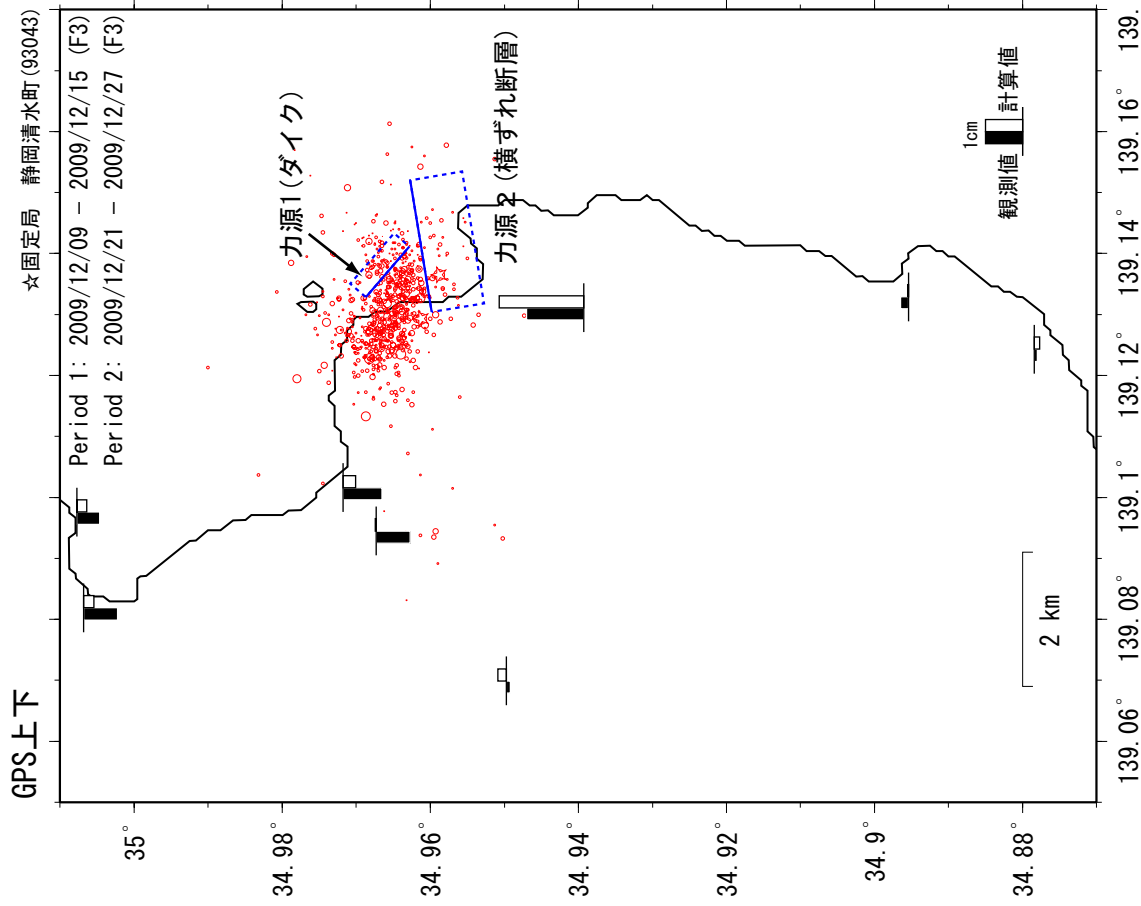 GPS上下
☆固定局 静岡清水町(93043)
Period 1: 2009/12/09 − 2009/12/15 (F3)
Period 2: 2009/12/21 − 2009/12/27 (F3)
力源1(ダイク)
力源2(横ずれ断層)
1cm
観測値
計算値
2 km
35°
34.98°
34.96°
34.94°
34.92°
34.9°
34.88°
139.06°
139.08°
139.1°
139.12°
139.14°
139.16°
139.